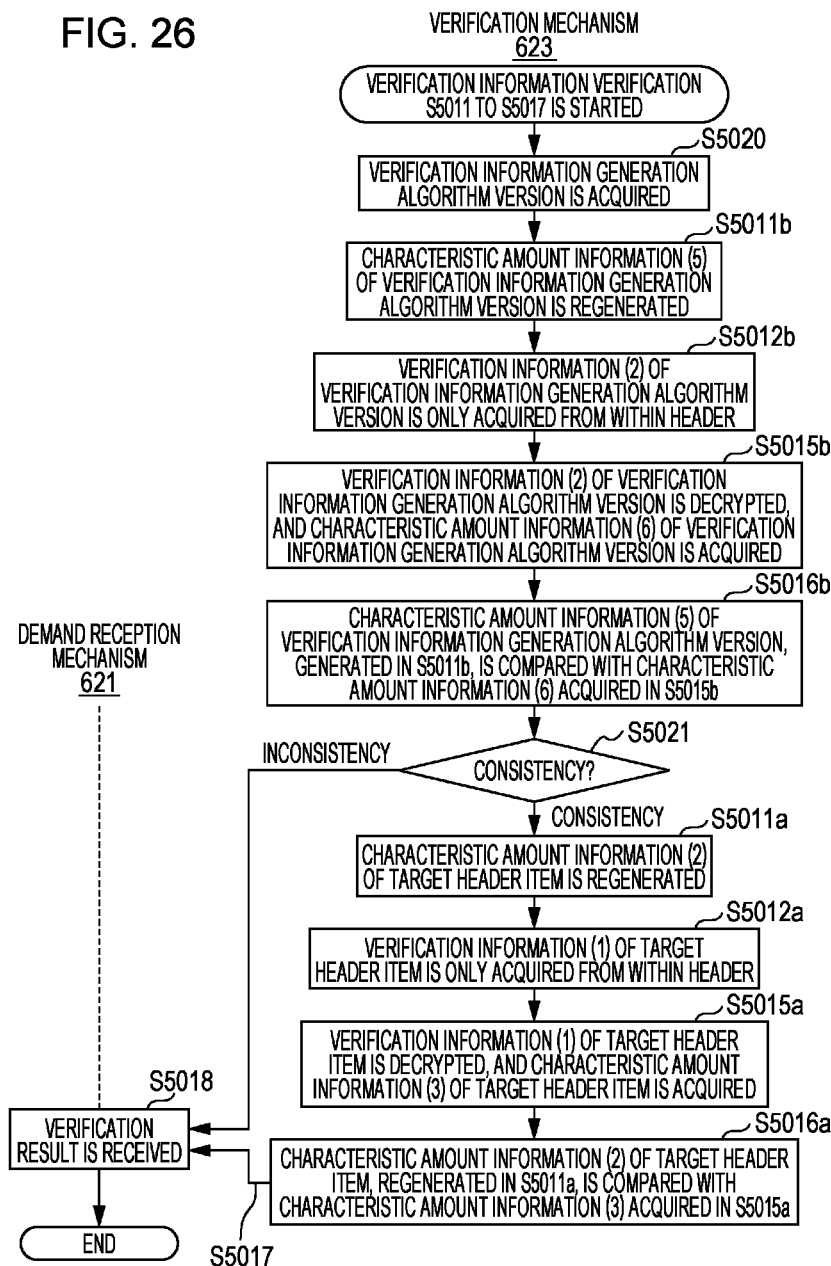 FIG. 26
VERIFICATION MECHANISM
623
VERIFICATION INFORMATION VERIFICATION
S5011 TO S5017 IS STARTED
S5020
VERIFICATION INFORMATION GENERATION
ALGORITHM VERSION IS ACQUIRED
S5011b
CHARACTERISTIC AMOUNT INFORMATION (5)
OF VERIFICATION INFORMATION GENERATION
ALGORITHM VERSION IS REGENERATED
S5012b
VERIFICATION INFORMATION (2) OF
VERIFICATION INFORMATION GENERATION ALGORITHM
VERSION IS ONLY ACQUIRED FROM WITHIN HEADER
S5015b
VERIFICATION INFORMATION (2) OF VERIFICATION
INFORMATION GENERATION ALGORITHM VERSION IS DECRYPTED,
AND CHARACTERISTIC AMOUNT INFORMATION (6) OF VERIFICATION
INFORMATION GENERATION ALGORITHM VERSION IS ACQUIRED
S5016b
CHARACTERISTIC AMOUNT INFORMATION (5) OF
VERIFICATION INFORMATION GENERATION ALGORITHM VERSION,
GENERATED IN S5011b, IS COMPARED WITH CHARACTERISTIC
AMOUNT INFORMATION (6) ACQUIRED IN S5015b
DEMAND RECEPTION
MECHANISM
621
S5021
INCONSISTENCY
CONSISTENCY?
CONSISTENCY
S5011a
CHARACTERISTIC AMOUNT INFORMATION (2)
OF TARGET HEADER ITEM IS REGENERATED
S5012a
VERIFICATION INFORMATION (1) OF TARGET
HEADER ITEM IS ONLY ACQUIRED FROM WITHIN HEADER
S5015a
VERIFICATION INFORMATION (1) OF TARGET HEADER
ITEM IS DECRYPTED, AND CHARACTERISTIC AMOUNT
INFORMATION (3) OF TARGET HEADER ITEM IS ACQUIRED
S5018
VERIFICATION
RESULT IS RECEIVED
S5016a
CHARACTERISTIC AMOUNT INFORMATION (2) OF TARGET HEADER
ITEM, REGENERATED IN S5011a, IS COMPARED WITH
CHARACTERISTIC AMOUNT INFORMATION (3) ACQUIRED IN S5015a
S5017
END